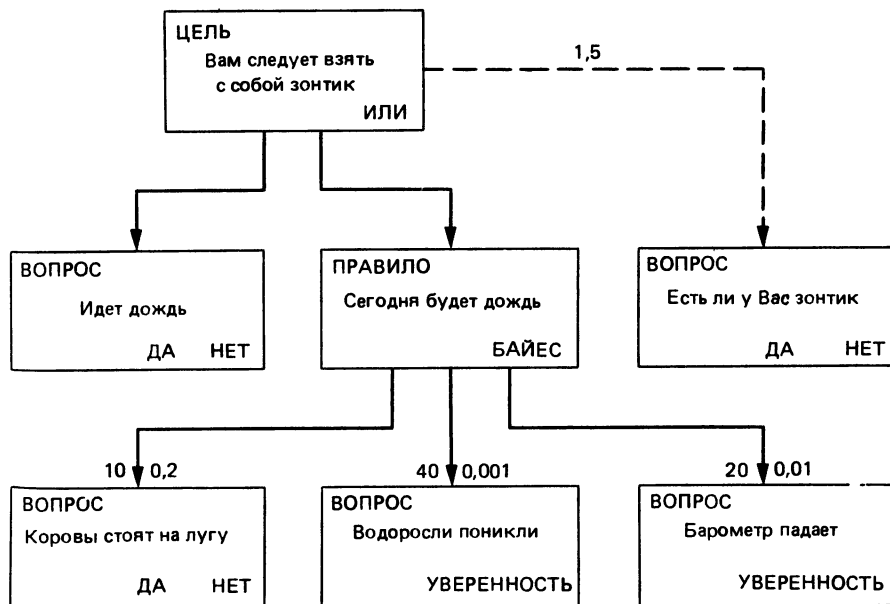 ЦЕЛЬ
Вам следует взять
с собой зонтик
ИЛИ
1,5
ВОПРОС
Идет дождь
ДА НЕТ
ПРАВИЛО
Сегодня будет дождь
БАЙЕС
ВОПРОС
Есть ли у Вас зонтик
ДА НЕТ
10 0,2
ВОПРОС
Коровы стоят на лугу
ДА НЕТ
40 0,001
ВОПРОС
Водоросли поникли
УВЕРЕННОСТЬ
20 0,01
ВОПРОС
Барометр падает
УВЕРЕННОСТЬ